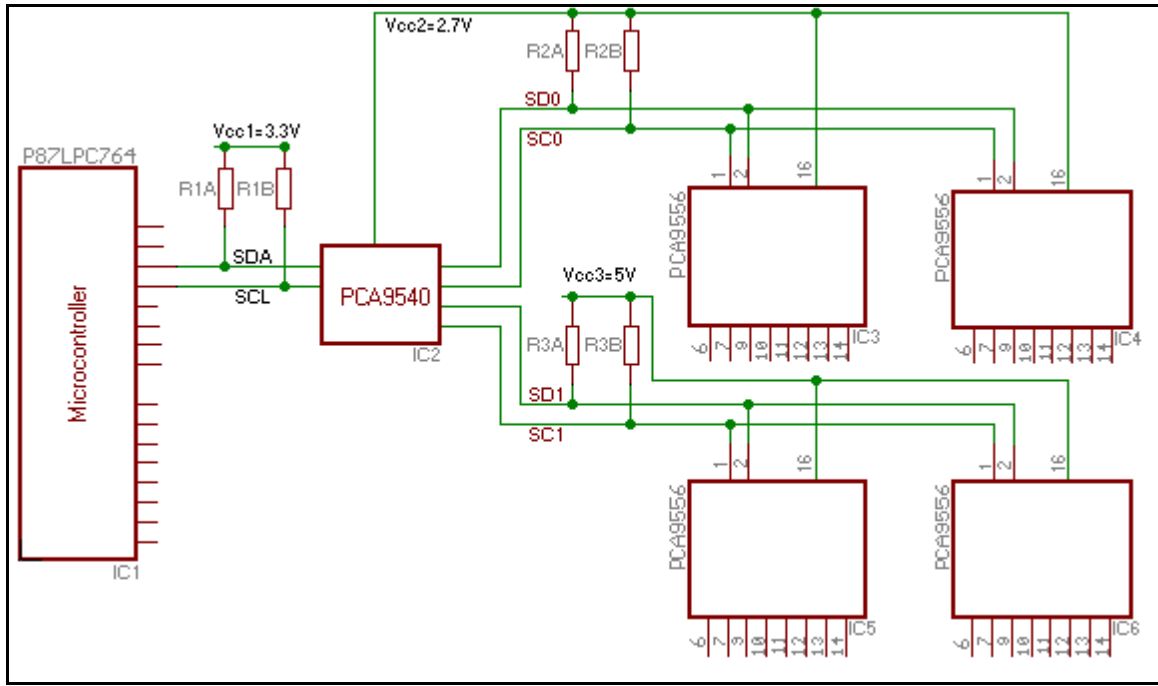 Vcc2=2.7V
R2A R2B
SD0
SC0
Vcc1=3.3V
P87LPC764
R1A R1B
SDA
SCL
Microcontroller
IC1
PCA9540
IC2
1 2 16
PCA9556
IC3
6 7 9 10 11 12 13 14
1 2 16
PCA9556
IC4
6 7 9 10 11 12 13 14
Vcc3=5V
R3A R3B
SD1
SC1
1 2 16
PCA9556
IC5
6 7 9 10 11 12 13 14
1 2 16
PCA9556
IC6
6 7 9 10 11 12 13 14